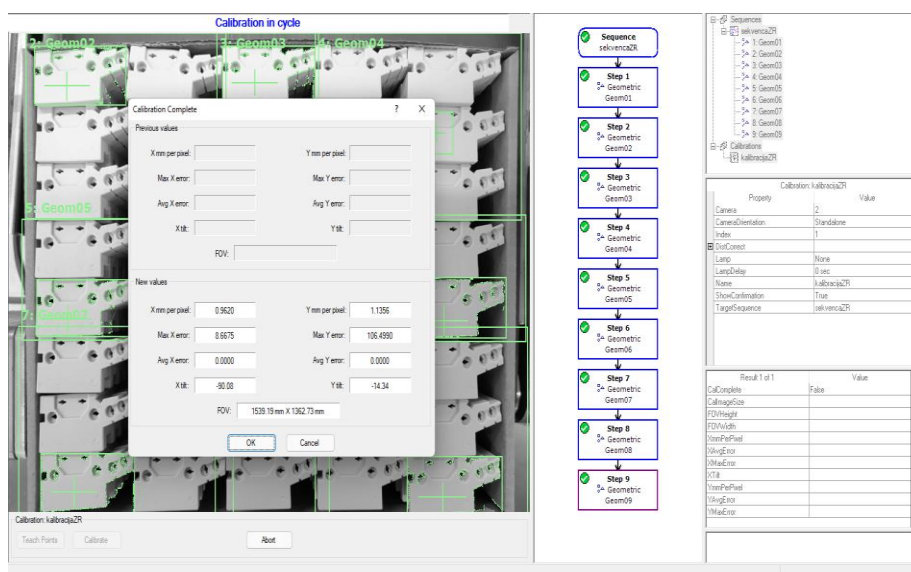 Calibration in cycle
2: Geom02
3: Geom03
4: Geom04
5: Geom05
7: Geom07
Calibration Complete ? X
Previous values
X mm per pixel: Y mm per pixel:
Max X error: Max Y error:
Avg X error: Avg Y error:
X tilt: Y tilt:
FOV:
New values
X mm per pixel: 0.9620 Y mm per pixel: 1.1356
Max X error: 8.6675 Max Y error: 106.4990
Avg X error: 0.0000 Avg Y error: 0.0000
X tilt: -90.08 Y tilt: -14.34
FOV: 1539.19 mm X 1362.73 mm
OK Cancel
Calibration: kalibracijaZR
Teach Points Calibrate Abort
Sequence
sekvencaZR
Step 1
Geometric
Geom01
Step 2
Geometric
Geom02
Step 3
Geometric
Geom03
Step 4
Geometric
Geom04
Step 5
Geometric
Geom05
Step 6
Geometric
Geom06
Step 7
Geometric
Geom07
Step 8
Geometric
Geom08
Step 9
Geometric
Geom09
Sequences
sekvencaZR
1: Geom01
2: Geom02
3: Geom03
4: Geom04
5: Geom05
6: Geom06
7: Geom07
8: Geom08
9: Geom09
Calibrations
kalibracijaZR
Calibration: kalibracijaZR
Property Value
Camera 2
CameraOrientation Standalone
Index 1
DistCorrect
Lamp None
LampDelay 0 sec
Name kalibracijaZR
ShowConfirmation True
TargetSequence sekvencaZR
Result 1 of 1 Value
CalComplete False
CalImageSize
FOVHeight
FOVWidth
XmmPerPixel
XAvgError
XMaxError
XTilt
YmmPerPixel
YAvgError
YMaxError